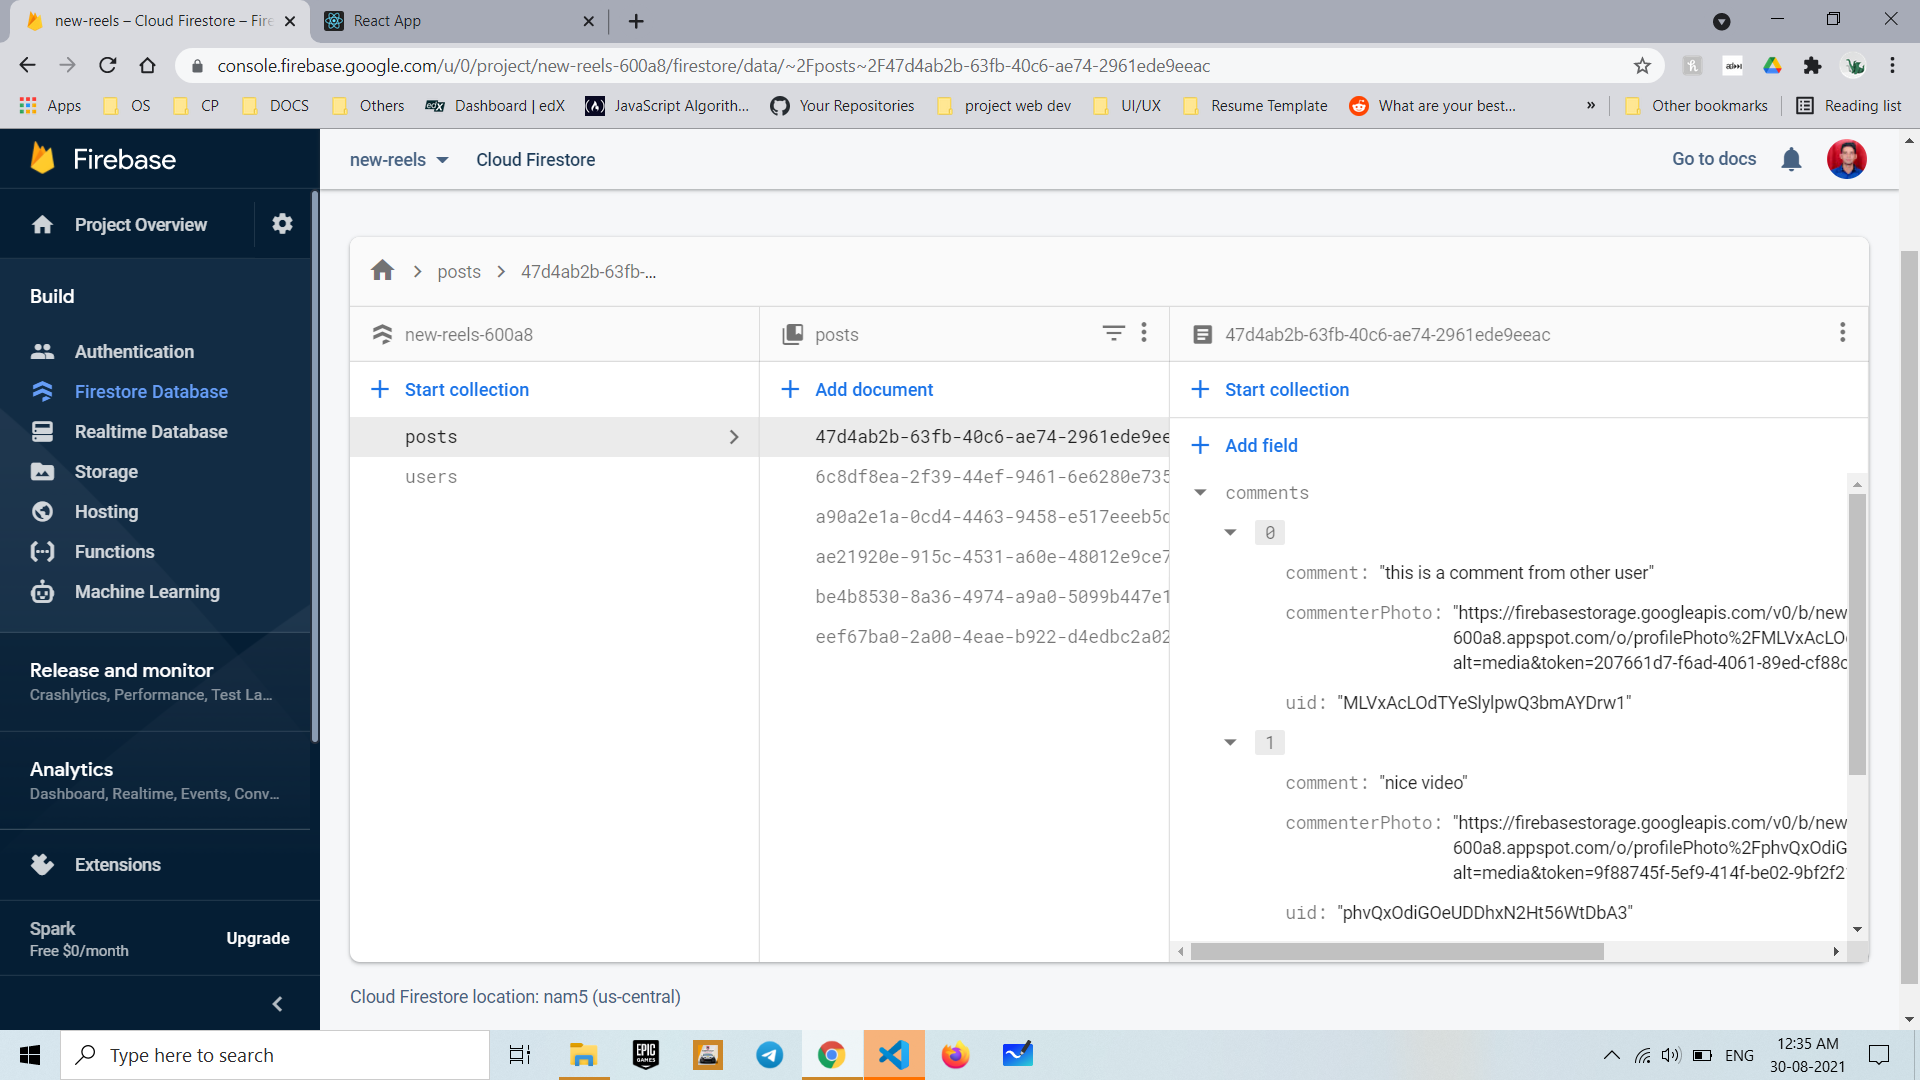 new-reels – Cloud Firestore – Fire
React App
console.firebase.google.com/u/0/project/new-reels-600a8/firestore/data/~2Fposts~2F47d4ab2b-63fb-40c6-ae74-2961ede9eeac
Apps OS CP DOCS Others Dashboard | edX JavaScript Algorith... Your Repositories project web dev UI/UX Resume Template What are your best... » Other bookmarks Reading list
Firebase
new-reels Cloud Firestore Go to docs
Project Overview
Build
Authentication
Firestore Database
Realtime Database
Storage
Hosting
Functions
Machine Learning
Release and monitor
Crashlytics, Performance, Test La...
Analytics
Dashboard, Realtime, Events, Conv...
Extensions
Spark
Free $0/month
Upgrade
posts 47d4ab2b-63fb-...
new-reels-600a8
Start collection
posts
users
posts
Add document
47d4ab2b-63fb-40c6-ae74-2961ede9ee
6c8df8ea-2f39-44ef-9461-6e6280e735
a90a2e1a-0cd4-4463-9458-e517eeeb5d
ae21920e-915c-4531-a60e-48012e9ce7
be4b8530-8a36-4974-a9a0-5099b447e1
eef67ba0-2a00-4eae-b922-d4edbc2a02
47d4ab2b-63fb-40c6-ae74-2961ede9eeac
Start collection
Add field
comments
0
comment: "this is a comment from other user"
commenterPhoto: "https://firebasestorage.googleapis.com/v0/b/new
600a8.appspot.com/o/profilePhoto%2FMLVxAcLO
alt=media&token=207661d7-f6ad-4061-89ed-cf88c
uid: "MLVxAcLOdTYeSlylpwQ3bmAYDrw1"
1
comment: "nice video"
commenterPhoto: "https://firebasestorage.googleapis.com/v0/b/new
600a8.appspot.com/o/profilePhoto%2FphvQxOdiG
alt=media&token=9f88745f-5ef9-414f-be02-9bf2f2
uid: "phvQxOdiGOeUDDhxN2Ht56WtDbA3"
Cloud Firestore location: nam5 (us-central)
Type here to search
EPIC
GAMES
ENG
12:35 AM
30-08-2021